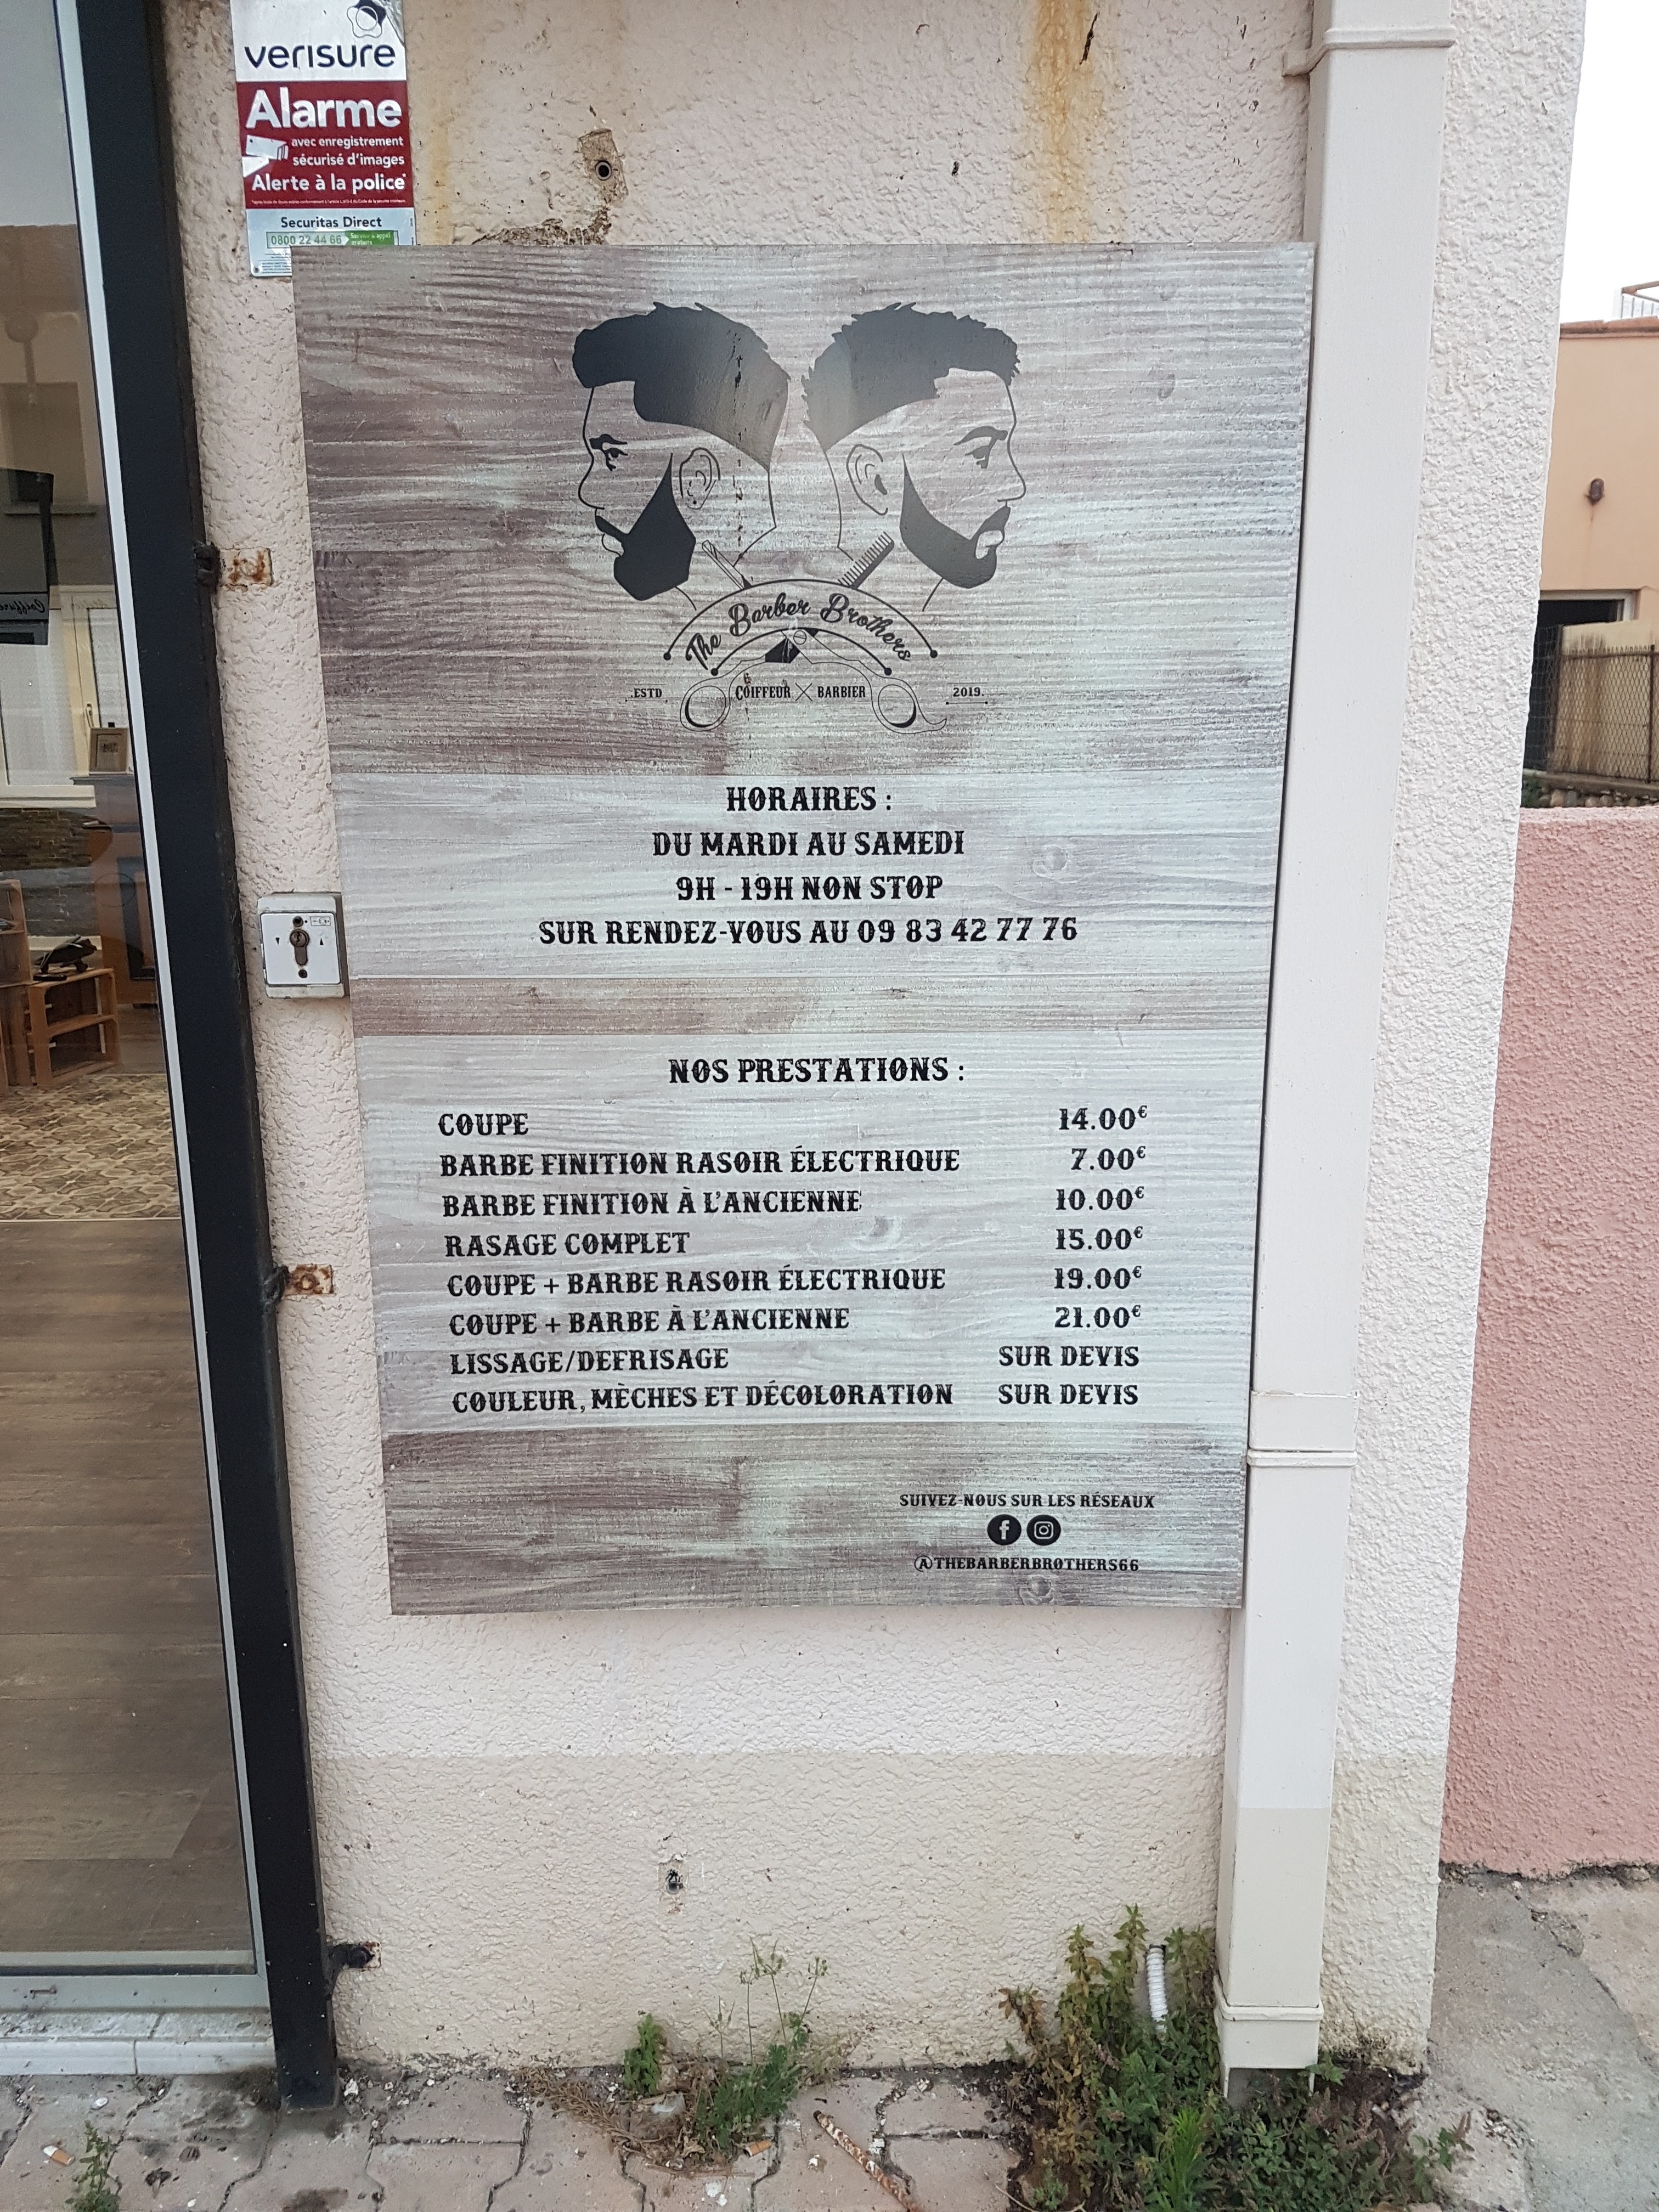 verisure
Alarme
avec enregistrement
sécurisé d'images
Alerte à la police*
Securitas Direct
0800 22 44 66 Service & appel
gratuits
The Barber Brothers
ESTD COIFFEUR BARBIER 2019.
HORAIRES :
DU MARDI AU SAMEDI
9H - 19H NON STOP
SUR RENDEZ-VOUS AU 09 83 42 77 76
NOS PRESTATIONS :
COUPE 14.00€
BARBE FINITION RASOIR ÉLECTRIQUE 7.00€
BARBE FINITION À L'ANCIENNE 10.00€
RASAGE COMPLET 15.00€
COUPE + BARBE RASOIR ÉLECTRIQUE 19.00€
COUPE + BARBE À L'ANCIENNE 21.00€
LISSAGE/DEFRISAGE SUR DEVIS
COULEUR, MÈCHES ET DÉCOLORATION SUR DEVIS
SUIVEZ-NOUS SUR LES RÉSEAUX
@THEBARBERBROTHERS66